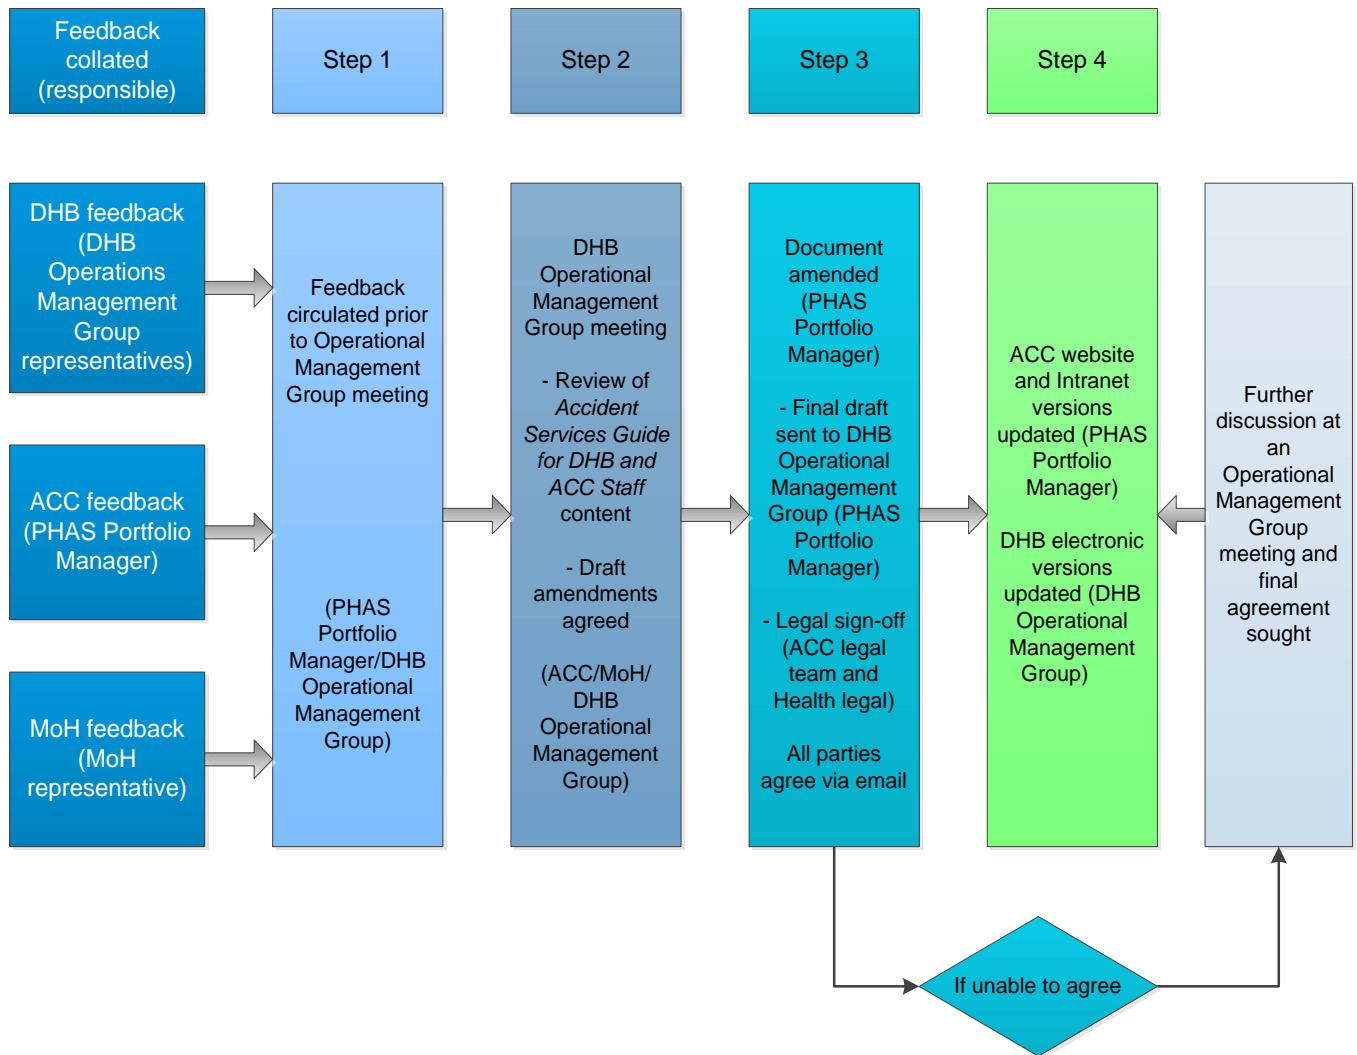 Feedback
collated
(responsible)
Step 1
Step 2
Step 3
Step 4
DHB feedback
(DHB
Operations
Management
Group
representatives)
ACC feedback
(PHAS Portfolio
Manager)
MoH feedback
(MoH
representative)
Feedback
circulated prior
to Operational
Management
Group meeting
(PHAS
Portfolio
Manager/DHB
Operational
Management
Group)
DHB
Operational
Management
Group meeting
- Review of
Accident
Services Guide
for DHB and
ACC Staff
content
- Draft
amendments
agreed
(ACC/MoH/
DHB
Operational
Management
Group)
Document
amended
(PHAS
Portfolio
Manager)
- Final draft
sent to DHB
Operational
Management
Group (PHAS
Portfolio
Manager)
- Legal sign-off
(ACC legal
team and
Health legal)
All parties
agree via email
ACC website
and Intranet
versions
updated (PHAS
Portfolio
Manager)
DHB electronic
versions
updated (DHB
Operational
Management
Group)
Further
discussion at
an
Operational
Management
Group
meeting and
final
agreement
sought
If unable to agree